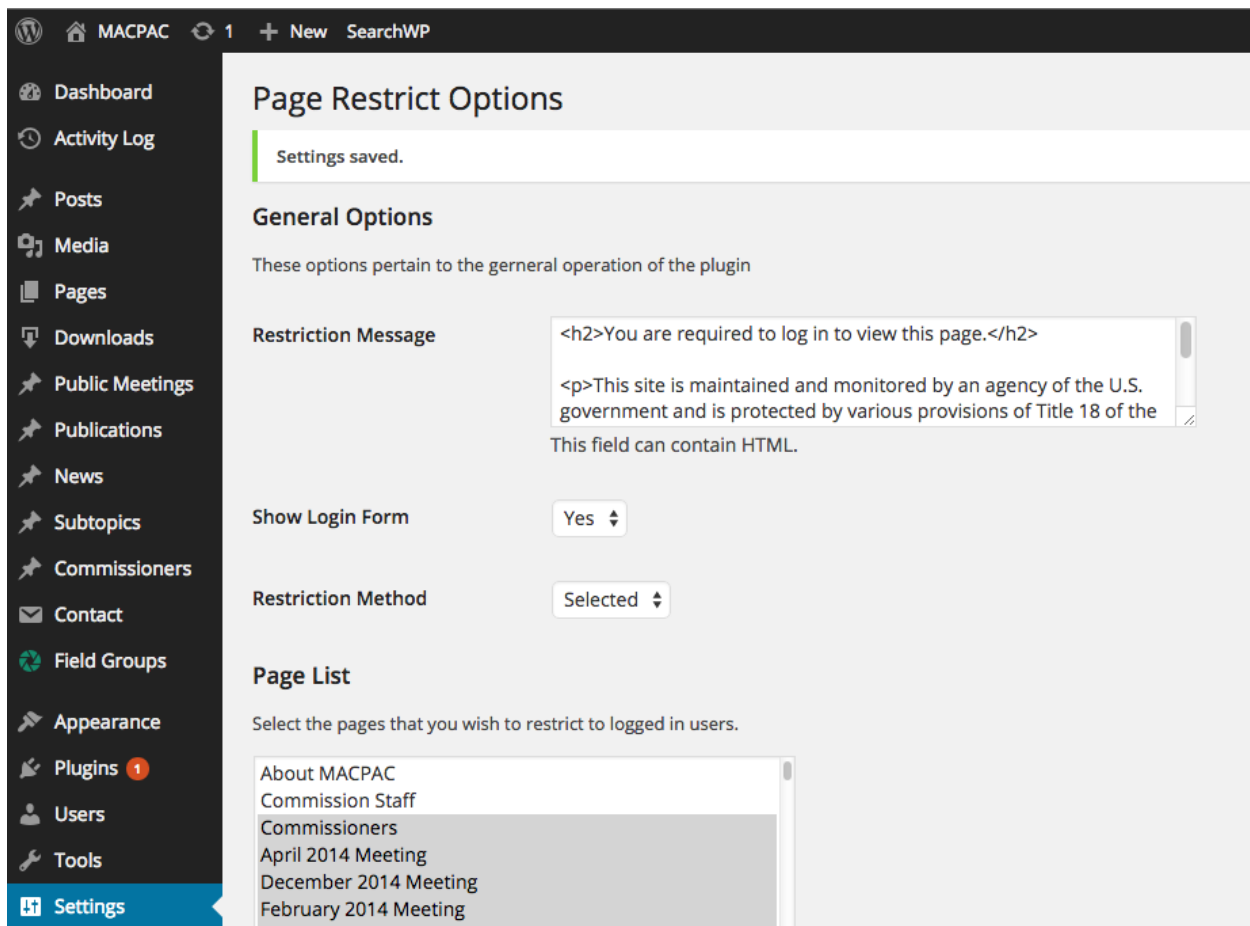 MACPAC 1 + New SearchWP
Dashboard
Activity Log
Posts
Media
Pages
Downloads
Public Meetings
Publications
News
Subtopics
Commissioners
Contact
Field Groups
Appearance
Plugins 1
Users
Tools
Settings
Page Restrict Options
Settings saved.
General Options
These options pertain to the gerneral operation of the plugin
Restriction Message
<h2>You are required to log in to view this page.</h2>
<p>This site is maintained and monitored by an agency of the U.S.
government and is protected by various provisions of Title 18 of the
This field can contain HTML.
Show Login Form
Yes
Restriction Method
Selected
Page List
Select the pages that you wish to restrict to logged in users.
About MACPAC
Commission Staff
Commissioners
April 2014 Meeting
December 2014 Meeting
February 2014 Meeting